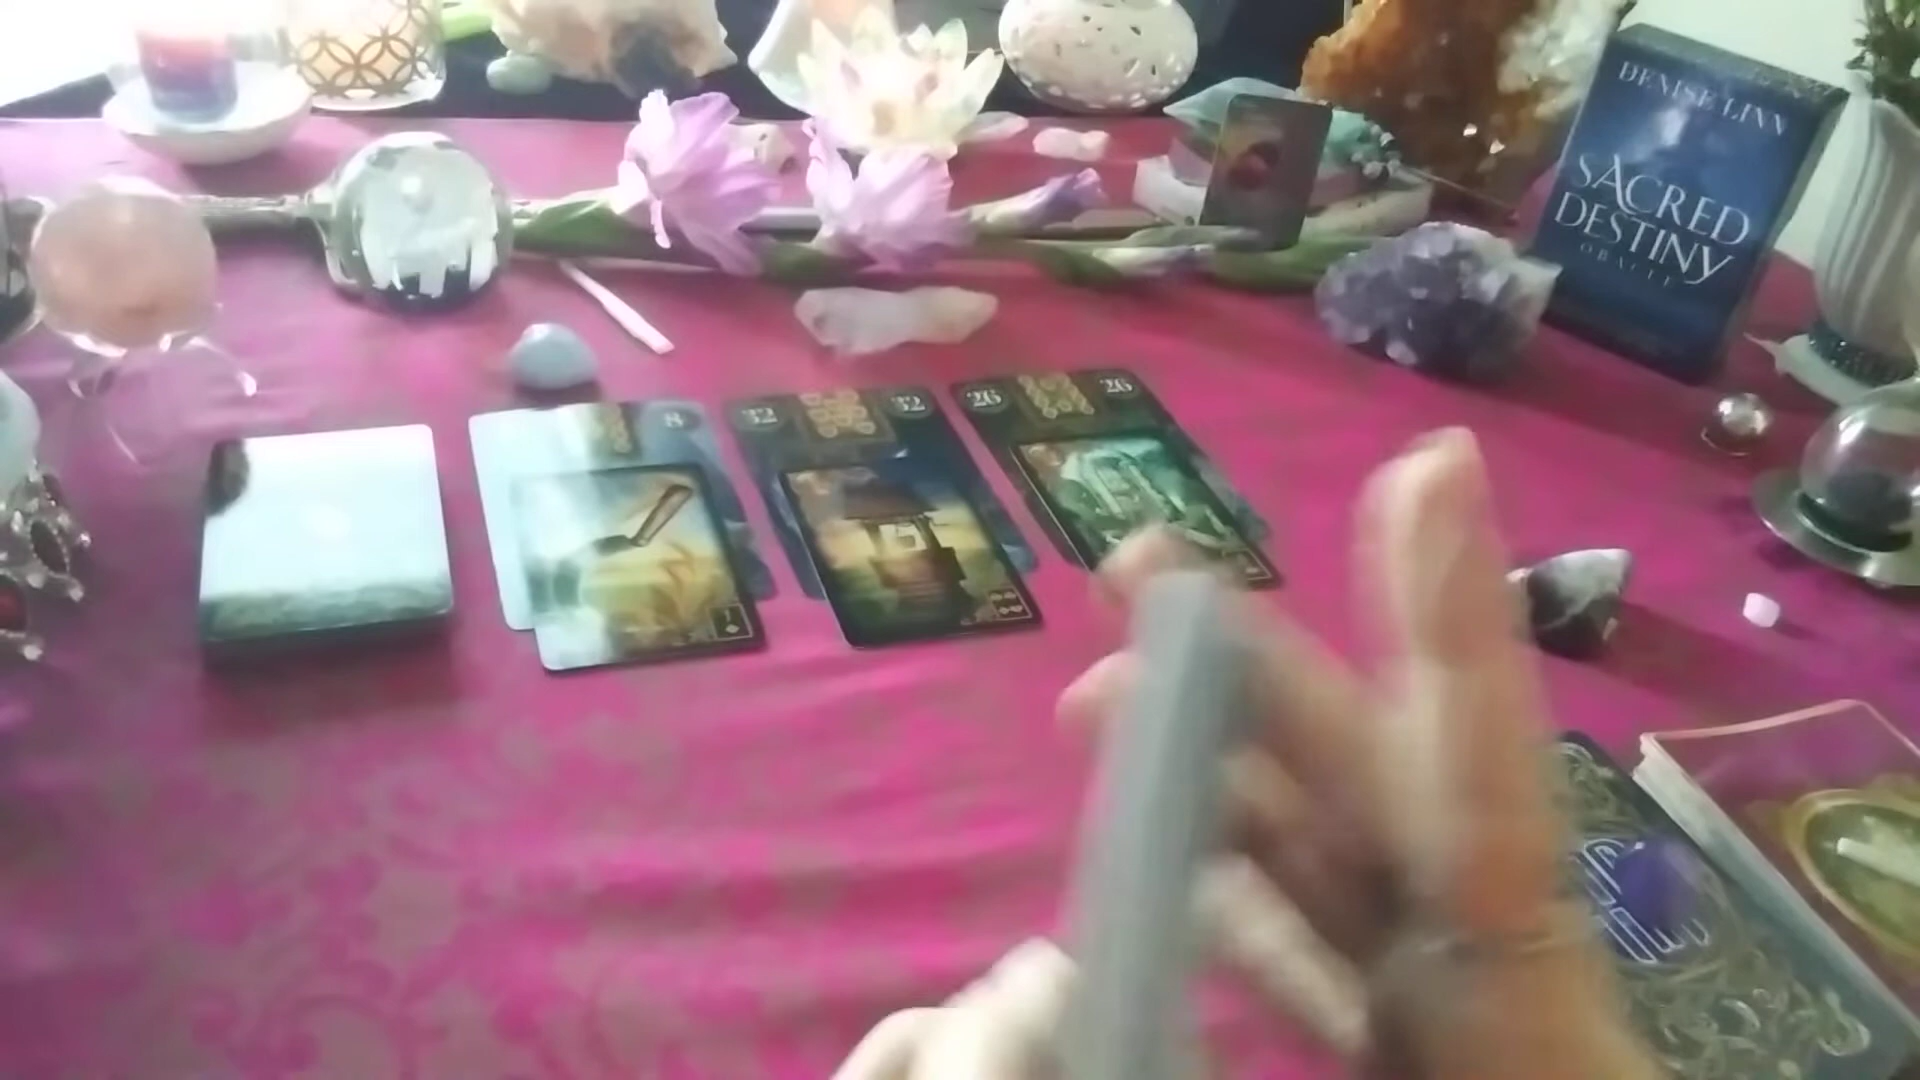 DENISE LINN
SACRED
DESTINY
ORACLE
8
32 32
26 26